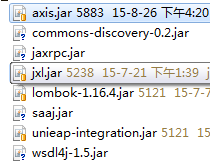 axis.jar 5883 15-8-26 下午4:20
commons-discovery-0.2.jar
jaxrpc.jar
jxl.jar 5238 15-7-21 下午1:39 j
lombok-1.16.4.jar 5121 15-
saaj.jar
unieap-integration.jar 5121
wsdl4j-1.5.jar